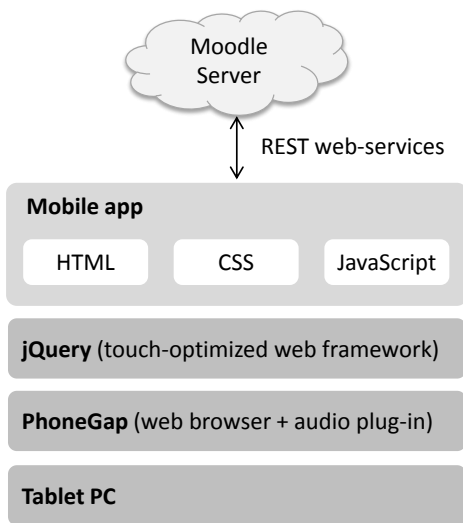 Moodle
Server
REST web-services
Mobile app
HTML CSS JavaScript
jQuery (touch-optimized web framework)
PhoneGap (web browser + audio plug-in)
Tablet PC